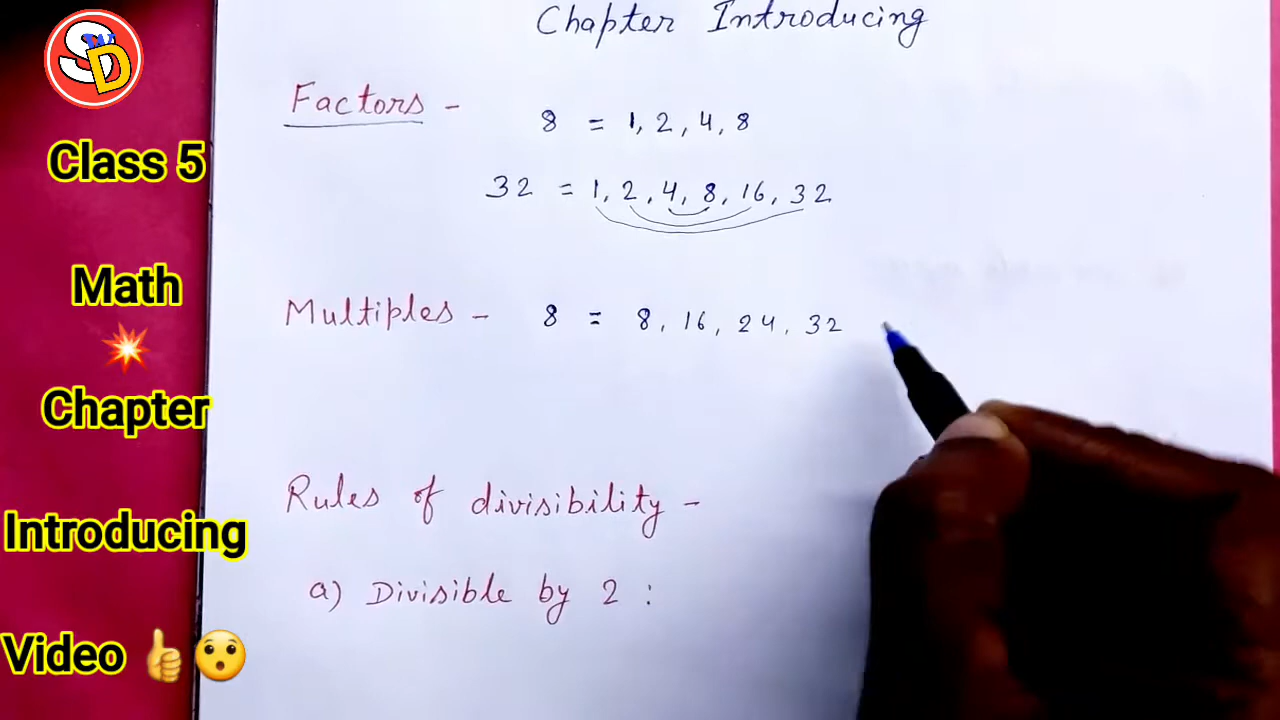 SD
Class 5
Math
Chapter
Introducing
Video
Chapter Introducing
Factors - 8 = 1, 2, 4, 8
32 = 1, 2, 4, 8, 16, 32
Multiples - 8 = 8, 16, 24, 32
Rules of divisibility -
a) Divisible by 2 :